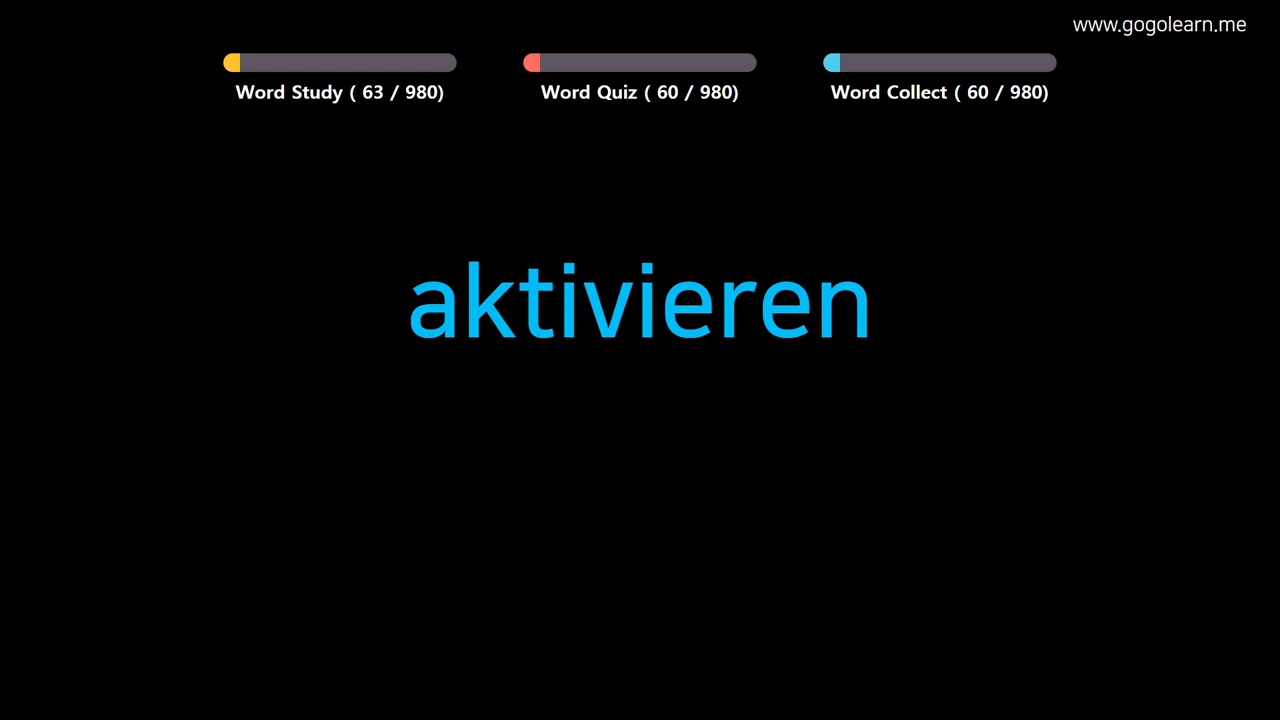 www.gogolearn.me
Word Study ( 63 / 980)
Word Quiz ( 60 / 980)
Word Collect ( 60 / 980)
aktivieren